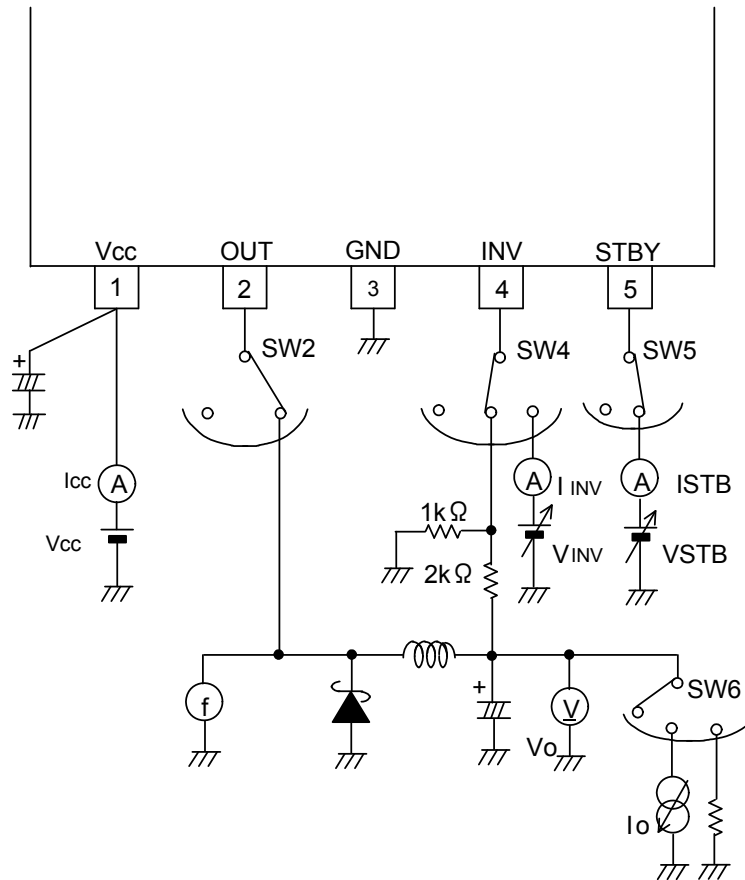 Vcc OUT GND INV STBY
1 2 3 4 5
SW2 SW4 SW5
+
Icc A A I INV A ISTB
Vcc 1kΩ VINV VSTB
2kΩ
SW6
f + V
Vo
Io